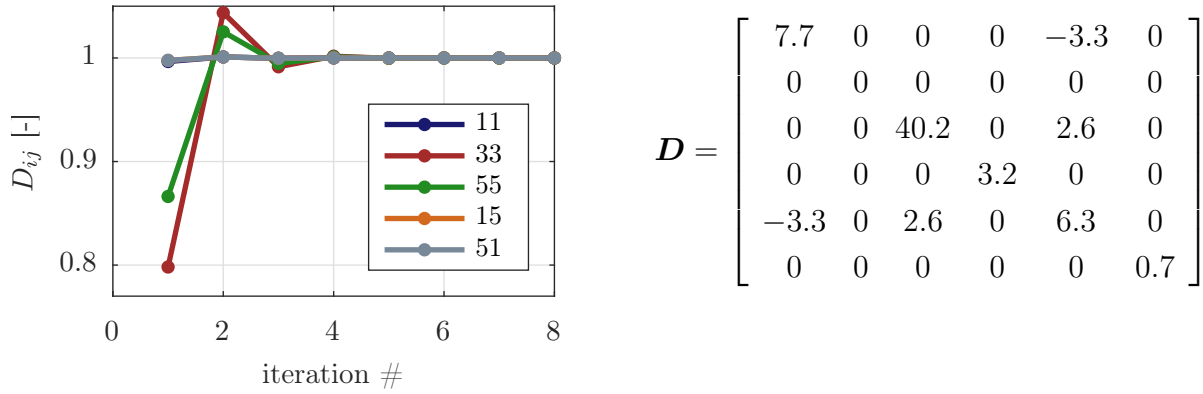 1
0.9
0.8
D_{ij} [-]
0 2 4 6 8
iteration #
11
33
55
15
51
D =
7.7 0 0 0 −3.3 0
0 0 0 0 0 0
0 0 40.2 0 2.6 0
0 0 0 3.2 0 0
−3.3 0 2.6 0 6.3 0
0 0 0 0 0 0.7